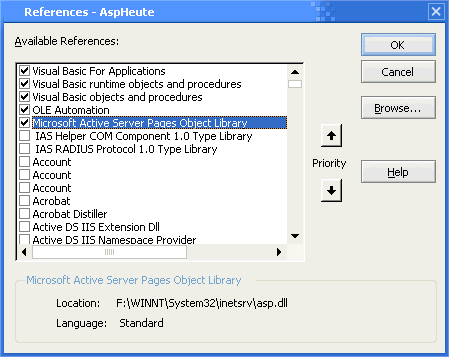 References - AspHeute
Available References:
OK
Cancel
Browse...
Help
Visual Basic For Applications
Visual Basic runtime objects and procedures
Visual Basic objects and procedures
OLE Automation
Microsoft Active Server Pages Object Library
IAS Helper COM Component 1.0 Type Library
IAS RADIUS Protocol 1.0 Type Library
Account
Account
Account
Acrobat
Acrobat Distiller
Active DS IIS Extension Dll
Active DS IIS Namespace Provider
Priority
Microsoft Active Server Pages Object Library
Location: F:\WINNT\System32\inetsrv\asp.dll
Language: Standard